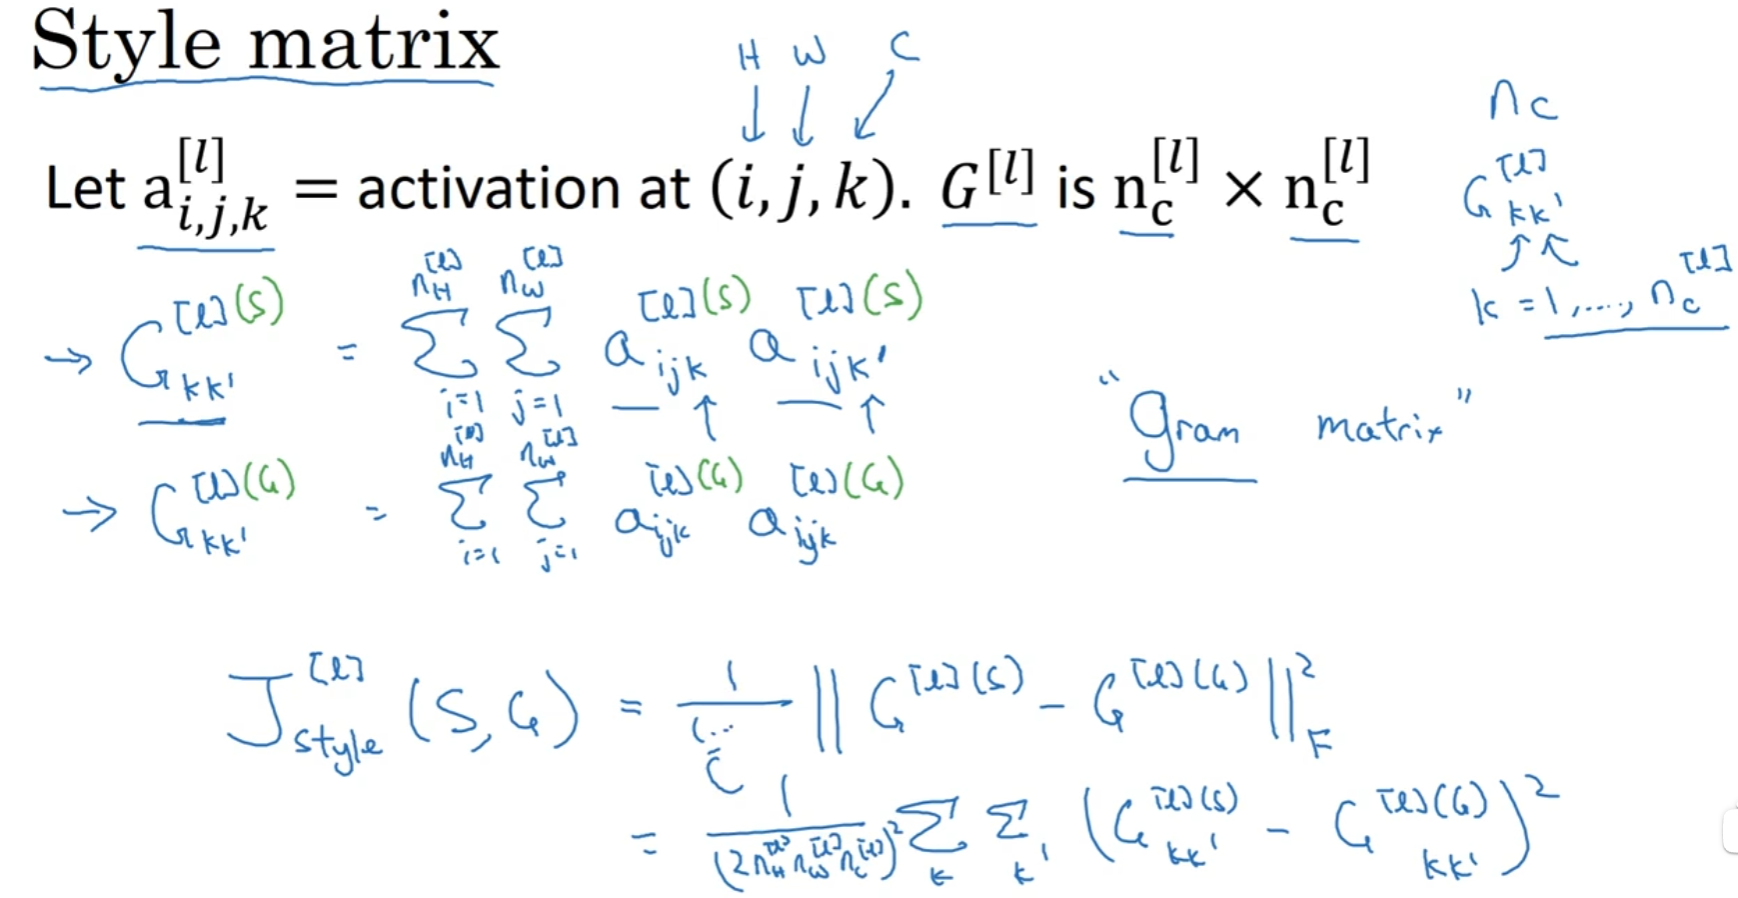 Style matrix
H W C
n_c
Let a^{[l]}_{i,j,k} = activation at (i, j, k). G^{[l]} is n_c^{[l]} × n_c^{[l]}
G^{[l]}_{kk'}
k = 1, ..., n_c^{[l]}
→ G^{[l](S)}_{kk'} = Σ_{i=1}^{n_H^{[l]}} Σ_{j=1}^{n_W^{[l]}} a^{[l](S)}_{ijk} a^{[l](S)}_{ijk'}
"Gram matrix"
→ G^{[l](G)}_{kk'} = Σ_{i=1}^{n_H^{[l]}} Σ_{j=1}^{n_W^{[l]}} a^{[l](G)}_{ijk} a^{[l](G)}_{ijk}
J^{[l]}_{style} (S, G) = 1/(...) ||G^{[l](S)} - G^{[l](G)}||^2_F
= 1/(2 n_H^{[l]} n_W^{[l]} n_c^{[l]})^2 Σ_k Σ_{k'} (G^{[l](S)}_{kk'} - G^{[l](G)}_{kk'})^2